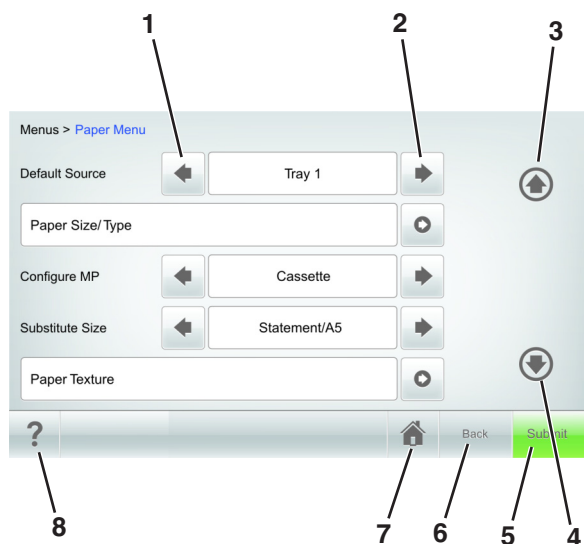 1 2 3
Menus > Paper Menu
Default Source Tray 1
Paper Size/Type
Configure MP Cassette
Substitute Size Statement/A5
Paper Texture
? Back Submit
8 7 6 5 4